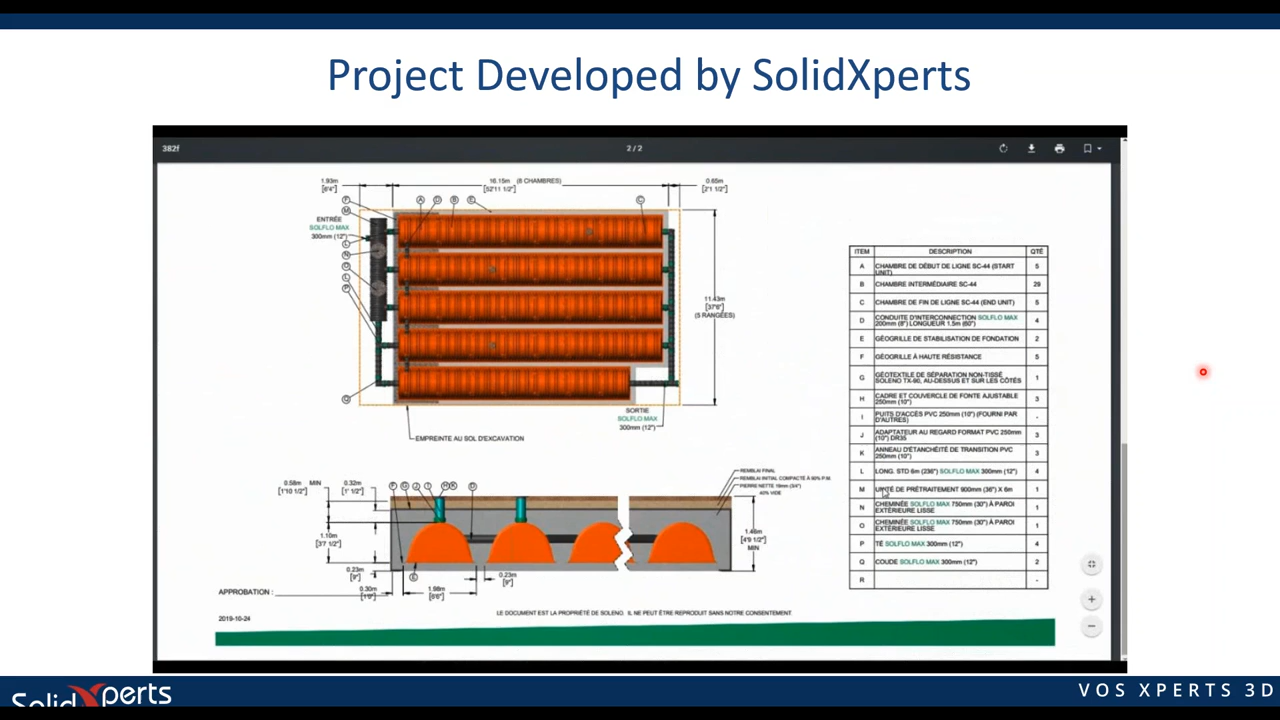 Project Developed by SolidXperts
382f
2 / 2
1.93m
[6'4"]
16.15m (8 CHAMBRES)
[52'11 1/2"]
0.65m
[2'1 1/2"]
F
A
D
B
E
C
M
ENTRÉE
SOLFLO MAX
300mm (12")
L
N
O
L
P
Q
11.43m
[37'6"]
(5 RANGÉES)
SORTIE
SOLFLO MAX
300mm (12")
EMPREINTE AU SOL D'EXCAVATION
ITEM DESCRIPTION QTÉ
A CHAMBRE DE DÉBUT DE LIGNE SC-44 (START UNIT) 5
B CHAMBRE INTERMÉDIAIRE SC-44 29
C CHAMBRE DE FIN DE LIGNE SC-44 (END UNIT) 5
D CONDUITE D'INTERCONNECTION SOLFLO MAX
200mm (8") LONGUEUR 1.5m (60") 4
E GÉOGRILLE DE STABILISATION DE FONDATION 2
F GÉOGRILLE À HAUTE RÉSISTANCE 5
G GÉOTEXTILE DE SÉPARATION NON-TISSÉ
SOLENO TX-90, AU-DESSUS ET SUR LES CÔTÉS 1
H CADRE ET COUVERCLE DE FONTE AJUSTABLE
250mm (10") 3
I PUITS D'ACCÈS PVC 250mm (10") (FOURNI PAR
D'AUTRES) -
J ADAPTATEUR AU REGARD FORMAT PVC 250mm
(10") DR35 3
K ANNEAU D'ÉTANCHÉITÉ DE TRANSITION PVC
250mm (10") 3
L LONG. STD 6m (236") SOLFLO MAX 300mm (12") 4
M UNITÉ DE PRÉTRAITEMENT 900mm (36") X 6m 1
N CHEMINÉE SOLFLO MAX 750mm (30") À PAROI
EXTÉRIEURE LISSE 1
O CHEMINÉE SOLFLO MAX 750mm (30") À PAROI
EXTÉRIEURE LISSE 1
P TÉ SOLFLO MAX 300mm (12") 4
Q COUDE SOLFLO MAX 300mm (12") 2
R -
REMBLAI FINAL
REMBLAI INITIAL COMPACTÉ À 90% P.M.
PIERRE NETTE 19mm (3/4")
40% VIDE
0.58m MIN
[1'10 1/2"]
0.32m
[1' 1/2"]
F G J I H K D
1.10m
[3'7 1/2"]
1.46m
[4'9 1/2"]
MIN
0.23m
[9"]
E
0.30m
1.98m
[6'6"]
0.23m
[9"]
APPROBATION :
LE DOCUMENT EST LA PROPRIÉTÉ DE SOLENO. IL NE PEUT ÊTRE REPRODUIT SANS NOTRE CONSENTEMENT.
2019-10-24
SolidXperts
VOS XPERTS 3D